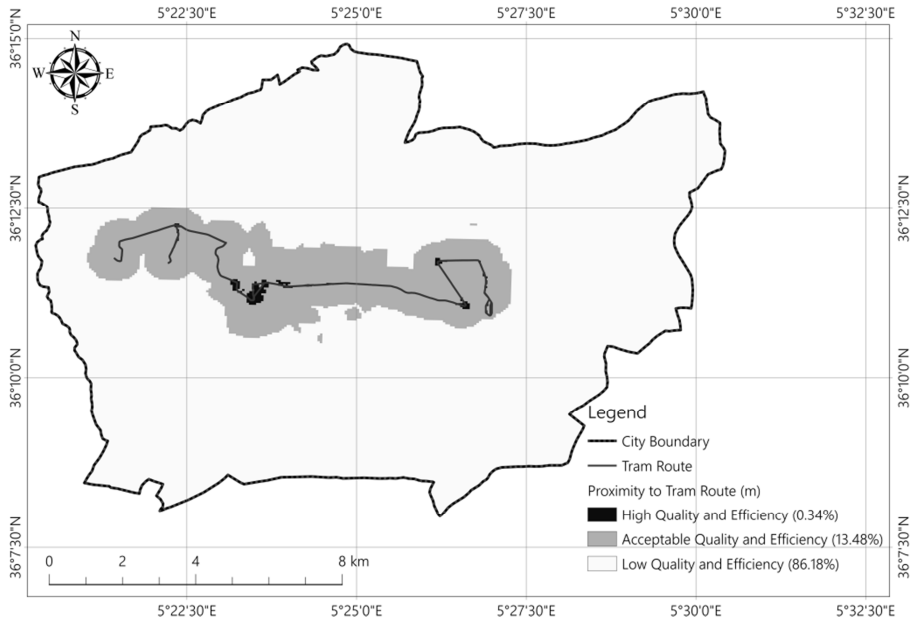 5°22'30"E 5°25'0"E 5°27'30"E 5°30'0"E 5°32'30"E
36°15'0"N 36°15'0"N
N
W E
S
36°12'30"N 36°12'30"N
36°10'0"N 36°10'0"N
Legend
City Boundary
Tram Route
Proximity to Tram Route (m)
High Quality and Efficiency (0.34%)
Acceptable Quality and Efficiency (13.48%)
Low Quality and Efficiency (86.18%)
36°7'30"N 36°7'30"N
0 2 4 8 km
5°22'30"E 5°25'0"E 5°27'30"E 5°30'0"E 5°32'30"E